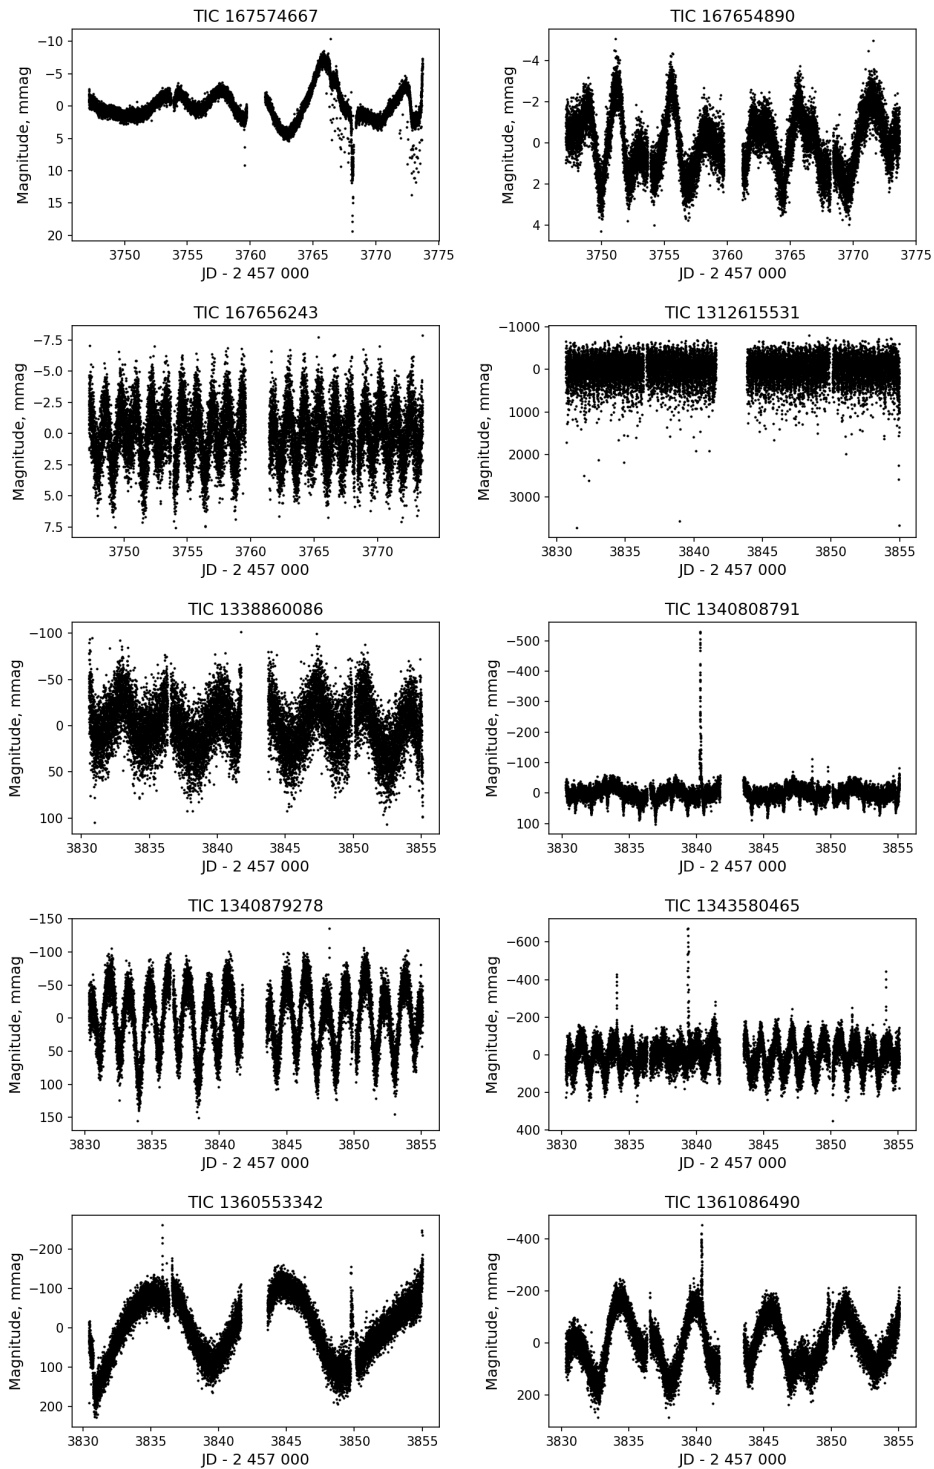 TIC 167574667
TIC 167654890
−10
−5
0
5
10
15
20
Magnitude, mmag
3750 3755 3760 3765 3770 3775
JD - 2 457 000
−4
−2
0
2
4
Magnitude, mmag
3750 3755 3760 3765 3770 3775
JD - 2 457 000
TIC 167656243
TIC 1312615531
−7.5
−5.0
−2.5
0.0
2.5
5.0
7.5
Magnitude, mmag
3750 3755 3760 3765 3770
JD - 2 457 000
−1000
0
1000
2000
3000
Magnitude, mmag
3830 3835 3840 3845 3850 3855
JD - 2 457 000
TIC 1338860086
TIC 1340808791
−100
−50
0
50
100
Magnitude, mmag
3830 3835 3840 3845 3850 3855
JD - 2 457 000
−500
−400
−300
−200
−100
0
100
Magnitude, mmag
3830 3835 3840 3845 3850 3855
JD - 2 457 000
TIC 1340879278
TIC 1343580465
−150
−100
−50
0
50
100
150
Magnitude, mmag
3830 3835 3840 3845 3850 3855
JD - 2 457 000
−600
−400
−200
0
200
400
Magnitude, mmag
3830 3835 3840 3845 3850 3855
JD - 2 457 000
TIC 1360553342
TIC 1361086490
−200
−100
0
100
200
Magnitude, mmag
3830 3835 3840 3845 3850 3855
JD - 2 457 000
−400
−200
0
200
Magnitude, mmag
3830 3835 3840 3845 3850 3855
JD - 2 457 000